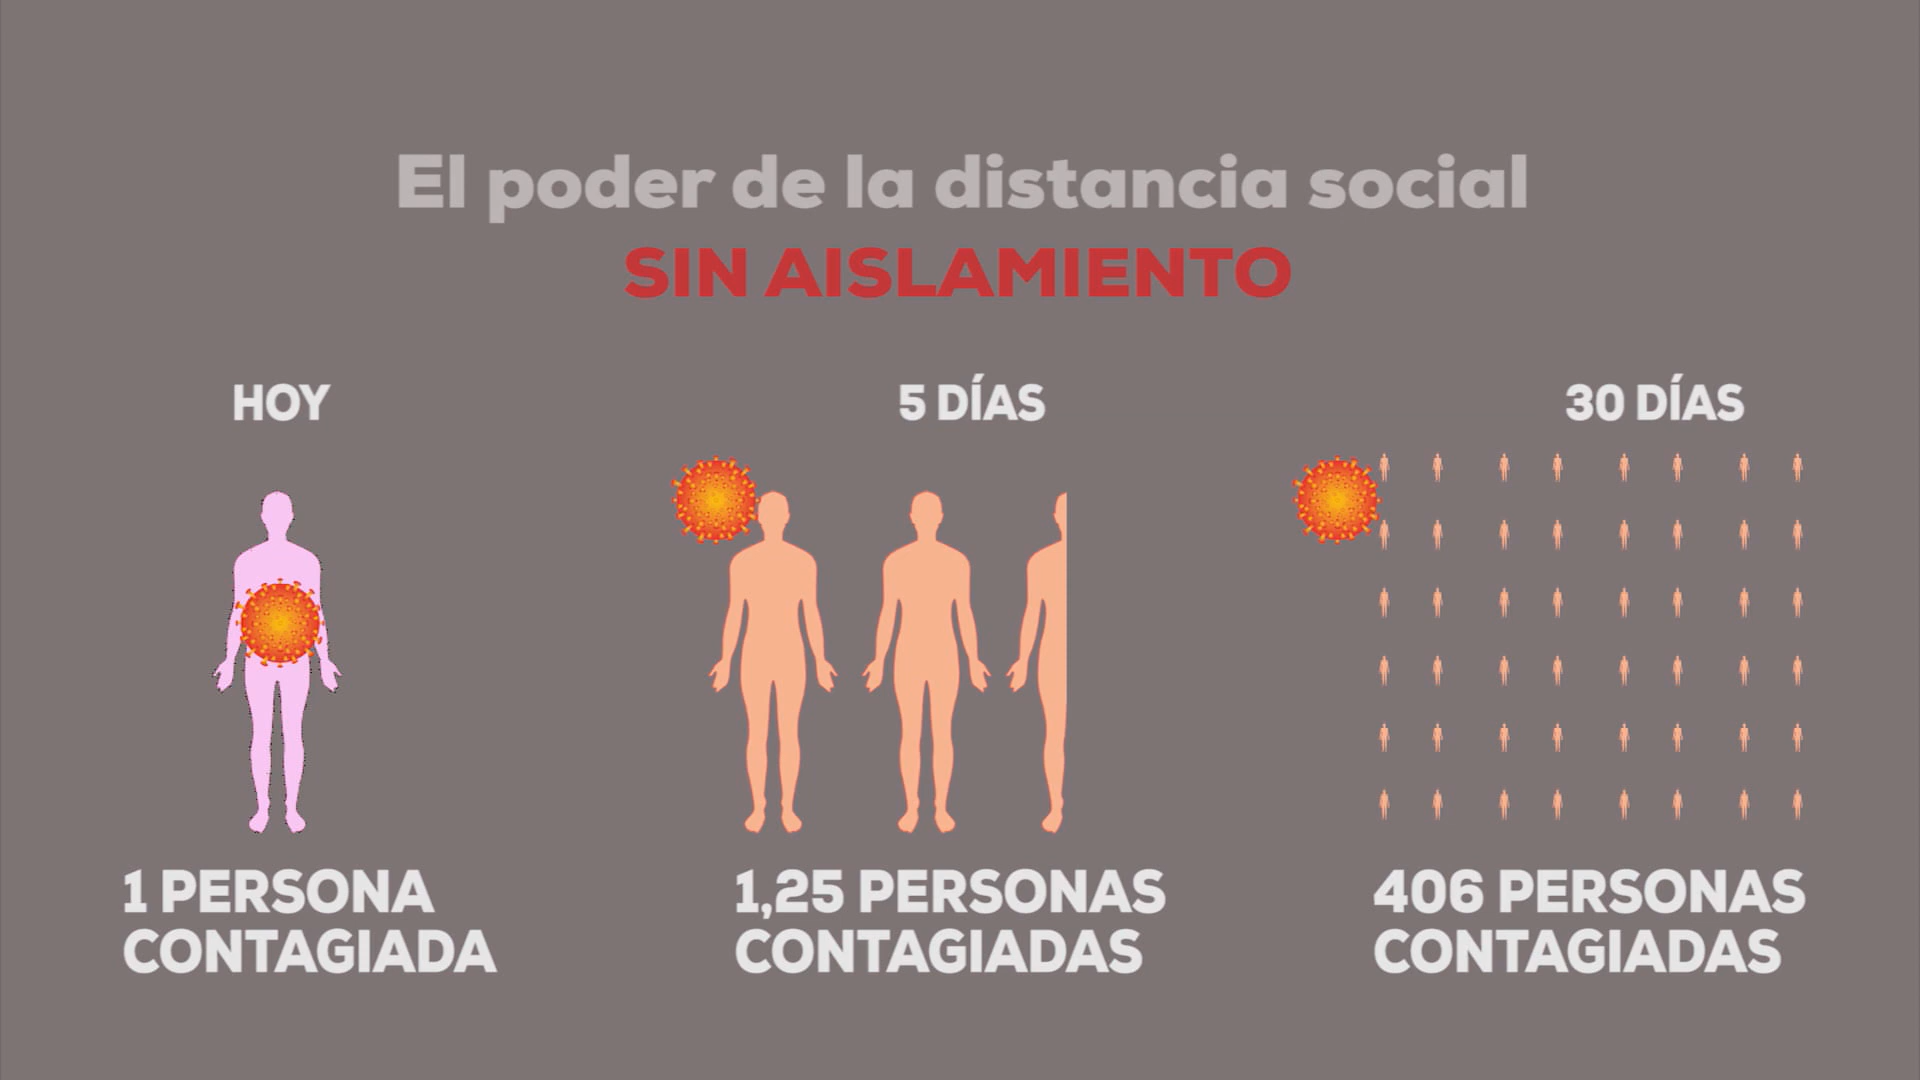 El poder de la distancia social
SIN AISLAMIENTO
HOY
1 PERSONA
CONTAGIADA
5 DÍAS
1,25 PERSONAS
CONTAGIADAS
30 DÍAS
406 PERSONAS
CONTAGIADAS